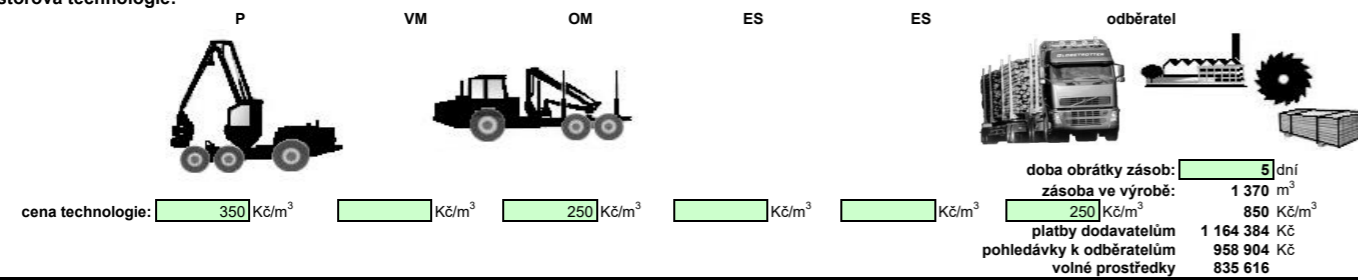 P VM OM ES ES odběratel
doba obrátky zásob: 5 dní
zásoba ve výrobě: 1 370 m³
cena technologie: 350 Kč/m³ Kč/m³ 250 Kč/m³ Kč/m³ Kč/m³ 250 Kč/m³ 850 Kč/m³
platby dodavatelům 1 164 384 Kč
pohledávky k odběratelům 958 904 Kč
volné prostředky 835 616